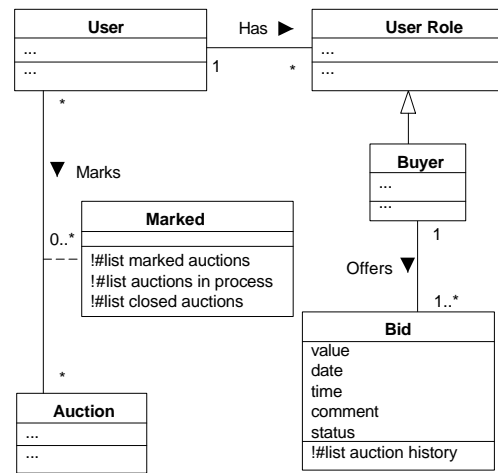 User
...
...
Has ►
1
*
User Role
...
...
*
▼ Marks
Buyer
...
...
0..*
Marked
!#list marked auctions
!#list auctions in process
!#list closed auctions
1
Offers ▼
1..*
*
Auction
...
...
Bid
value
date
time
comment
status
!#list auction history